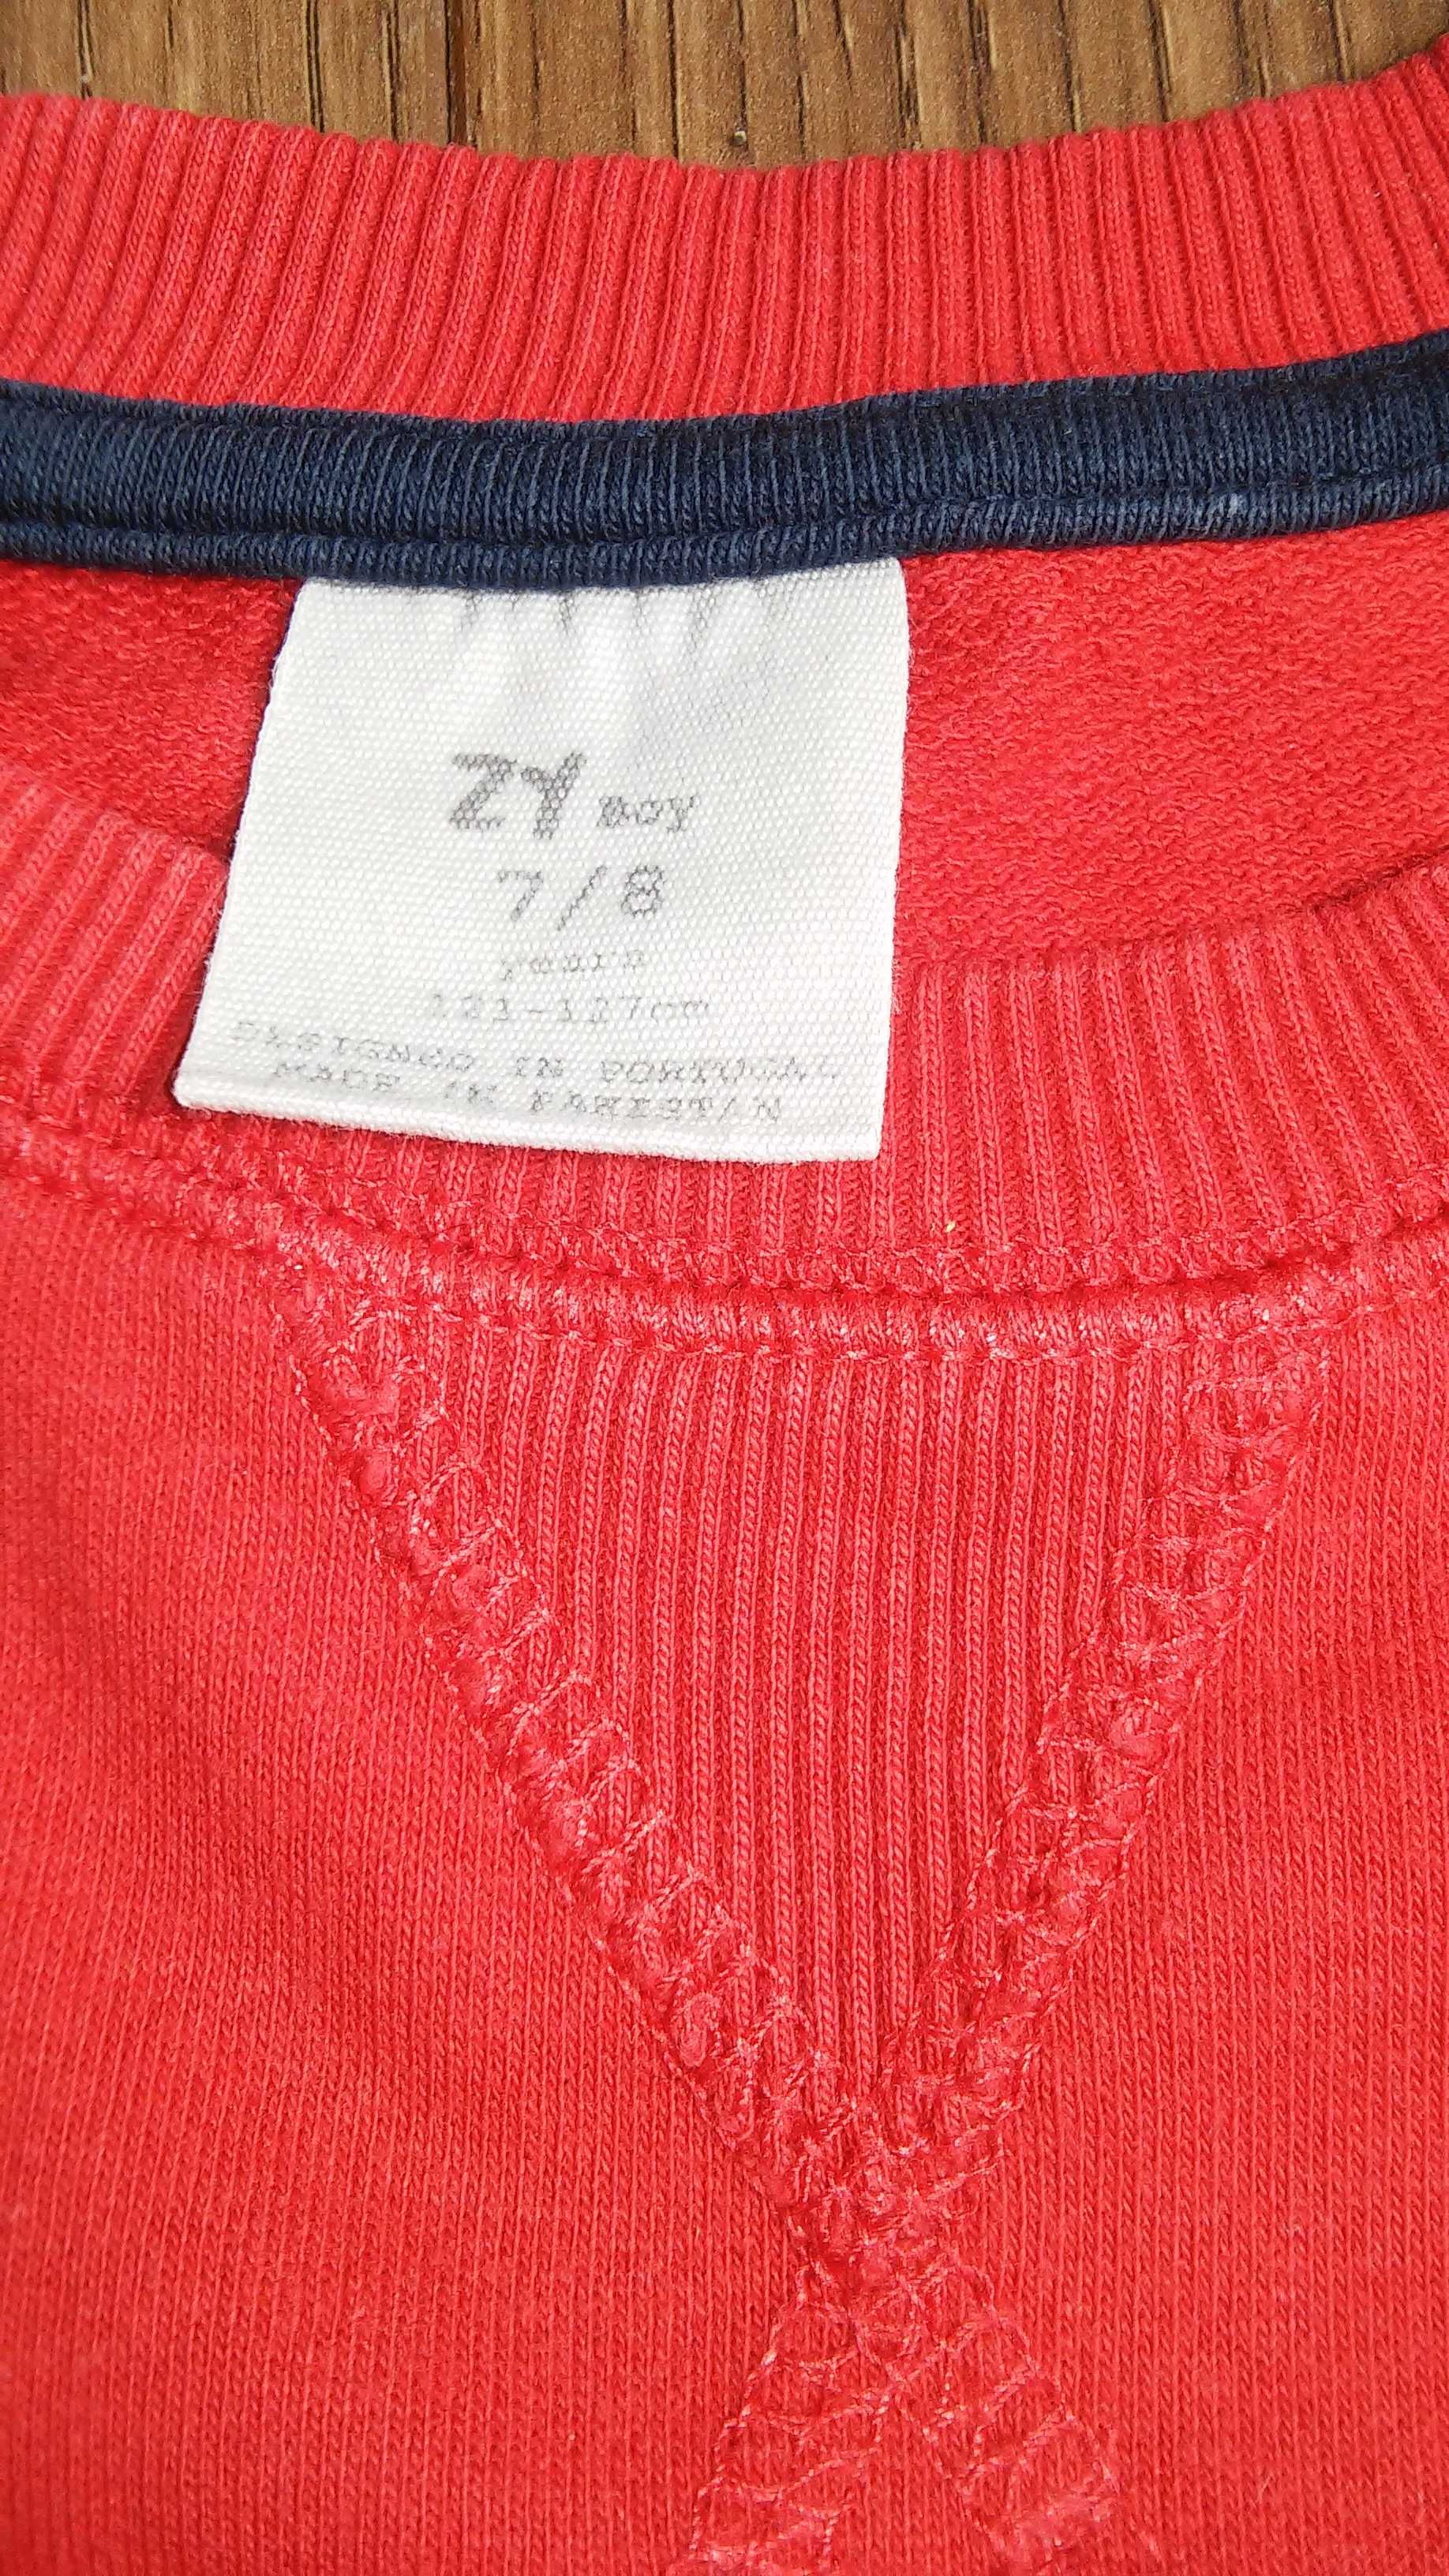 ZY BOY
7/8
years
121-127cm
DESIGNED IN PORTUGAL
MADE IN PAKISTAN